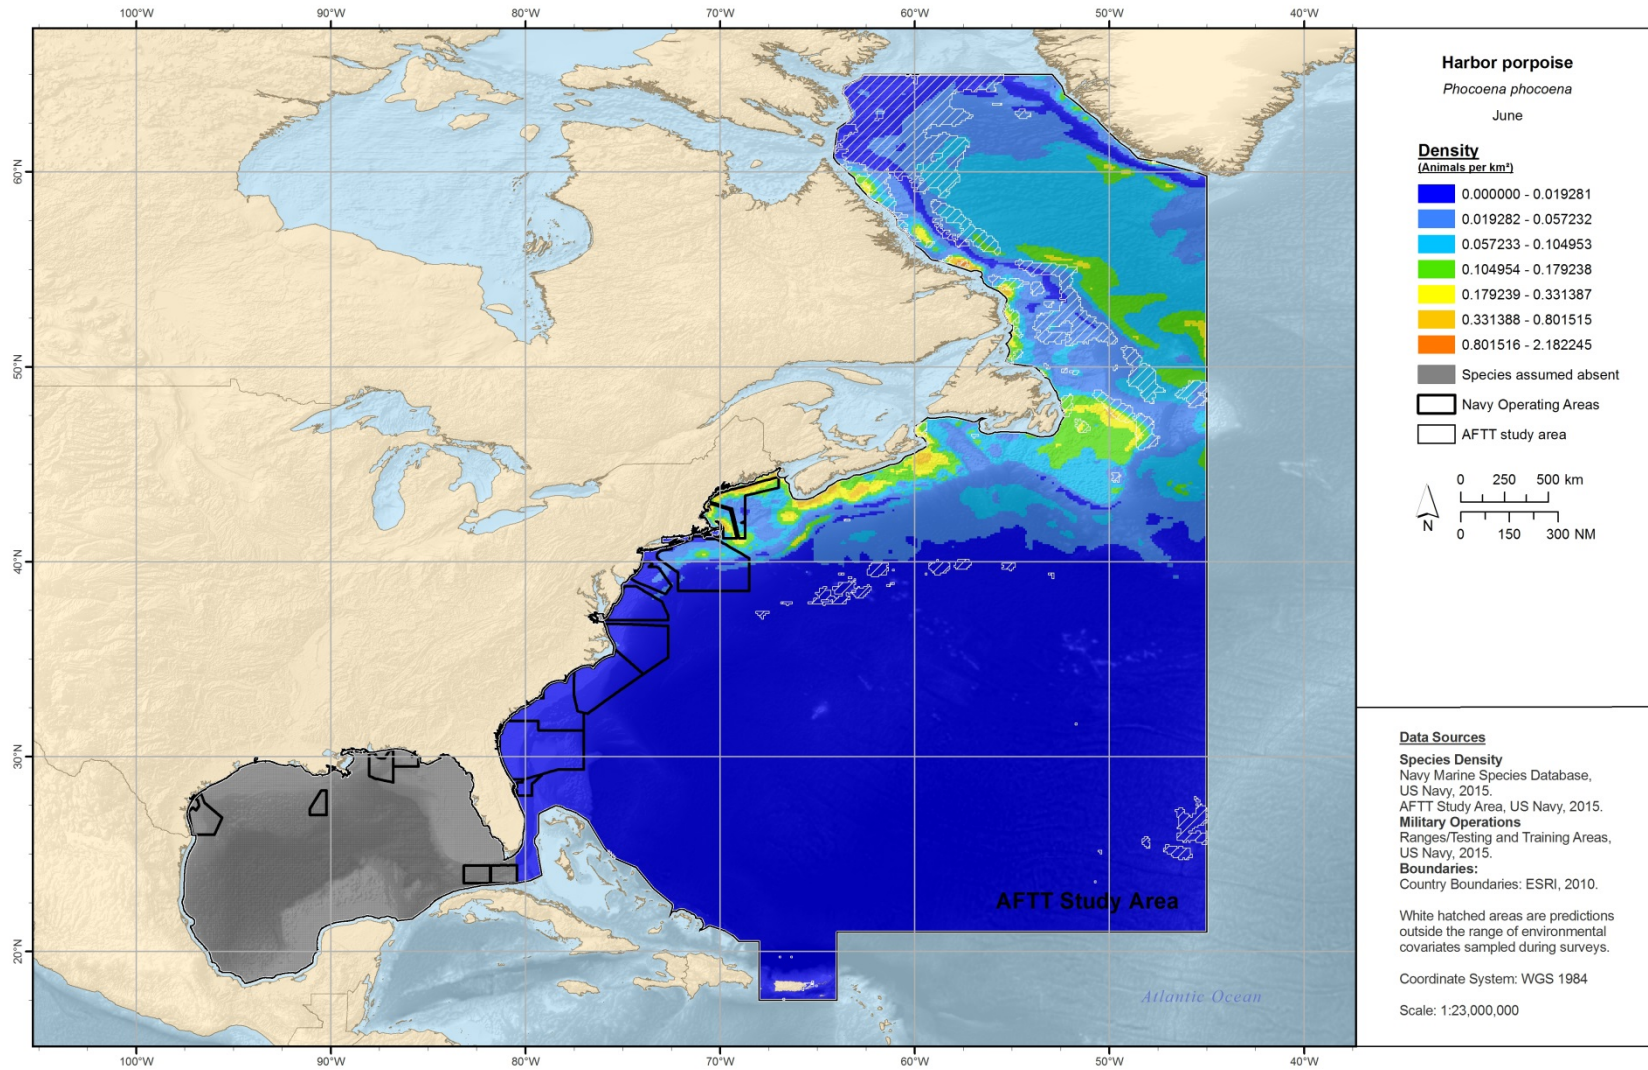 100°W 90°W 80°W 70°W 60°W 50°W 40°W
60°N
50°N
40°N
30°N
20°N
60°N
50°N
40°N
30°N
20°N
AFTT Study Area
Atlantic Ocean
100°W 90°W 80°W 70°W 60°W 50°W 40°W
Harbor porpoise
Phocoena phocoena
June
Density
(Animals per km²)
0.000000 - 0.019281
0.019282 - 0.057232
0.057233 - 0.104953
0.104954 - 0.179238
0.179239 - 0.331387
0.331388 - 0.801515
0.801516 - 2.182245
Species assumed absent
Navy Operating Areas
AFTT study area
N
0 250 500 km
0 150 300 NM
Data Sources
Species Density
Navy Marine Species Database,
US Navy, 2015.
AFTT Study Area, US Navy, 2015.
Military Operations
Ranges/Testing and Training Areas,
US Navy, 2015.
Boundaries:
Country Boundaries: ESRI, 2010.
White hatched areas are predictions
outside the range of environmental
covariates sampled during surveys.
Coordinate System: WGS 1984
Scale: 1:23,000,000